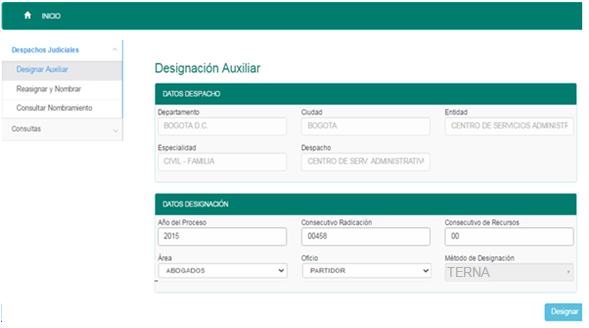 INICIO
Despachos Judiciales
Designar Auxiliar
Reasignar y Nombrar
Consultar Nombramiento
Consultas
Designación Auxiliar
DATOS DESPACHO
Departamento Ciudad Entidad
BOGOTA D.C. BOGOTA CENTRO DE SERVICIOS ADMINISTF
Especialidad Despacho
CIVIL - FAMILIA CENTRO DE SERV. ADMINISTRATIV
DATOS DESIGNACIÓN
Año del Proceso Consecutivo Radicación Consecutivo de Recursos
2015 00458 00
Área Oficio Método de Designación
ABOGADOS PARTIDOR TERNA
Designar